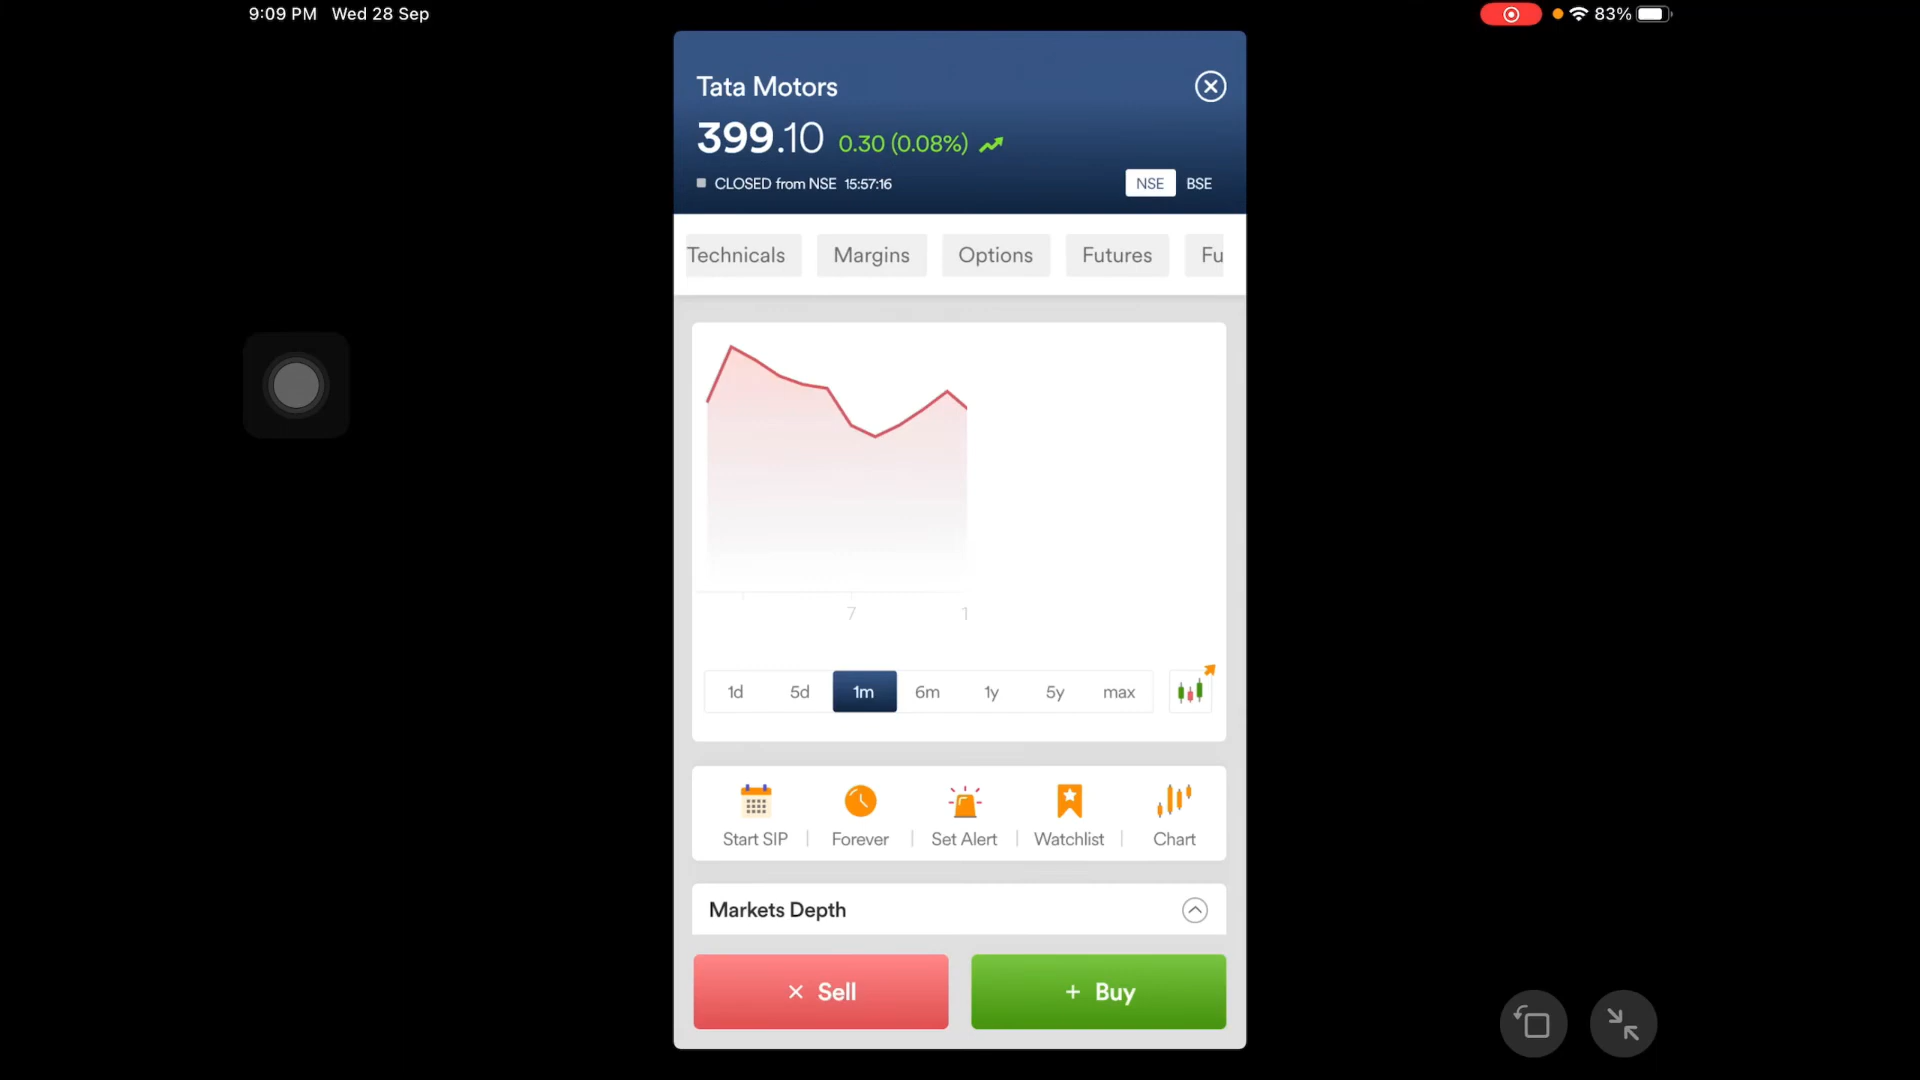 9:09 PM Wed 28 Sep
83%
Tata Motors
399.10 0.30 (0.08%)
CLOSED from NSE 15:57:16
NSE BSE
Technicals Margins Options Futures Fu
7 1
1d 5d 1m 6m 1y 5y max
Start SIP Forever Set Alert Watchlist Chart
Markets Depth
× Sell + Buy